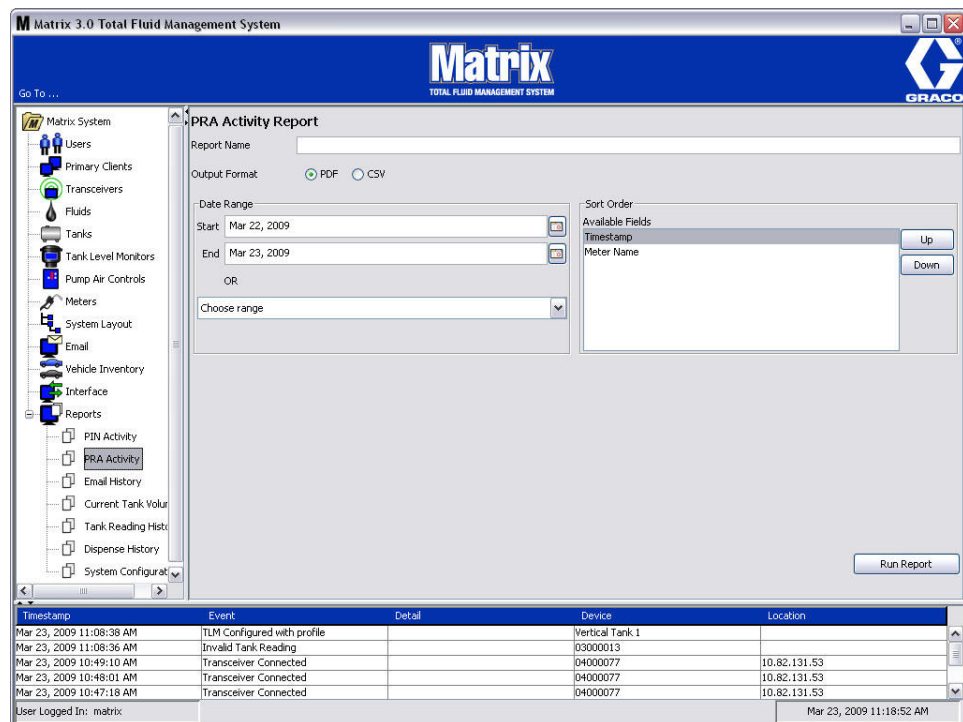 Matrix 3.0 Total Fluid Management System
Matrix
TOTAL FLUID MANAGEMENT SYSTEM
GRACO
Go To ...
Matrix System
Users
Primary Clients
Transceivers
Fluids
Tanks
Tank Level Monitors
Pump Air Controls
Meters
System Layout
Email
Vehicle Inventory
Interface
Reports
PIN Activity
PRA Activity
Email History
Current Tank Volu
Tank Reading Hist
Dispense History
System Configurat
PRA Activity Report
Report Name
Output Format PDF CSV
Date Range
Start Mar 22, 2009
End Mar 23, 2009
OR
Choose range
Sort Order
Available Fields
Timestamp
Meter Name
Up
Down
Run Report
Timestamp Event Detail Device Location
Mar 23, 2009 11:08:38 AM TLM Configured with profile Vertical Tank 1
Mar 23, 2009 11:08:36 AM Invalid Tank Reading 03000013
Mar 23, 2009 10:49:10 AM Transceiver Connected 04000077 10.82.131.53
Mar 23, 2009 10:48:01 AM Transceiver Connected 04000077 10.82.131.53
Mar 23, 2009 10:47:18 AM Transceiver Connected 04000077 10.82.131.53
User Logged In: matrix Mar 23, 2009 11:18:52 AM